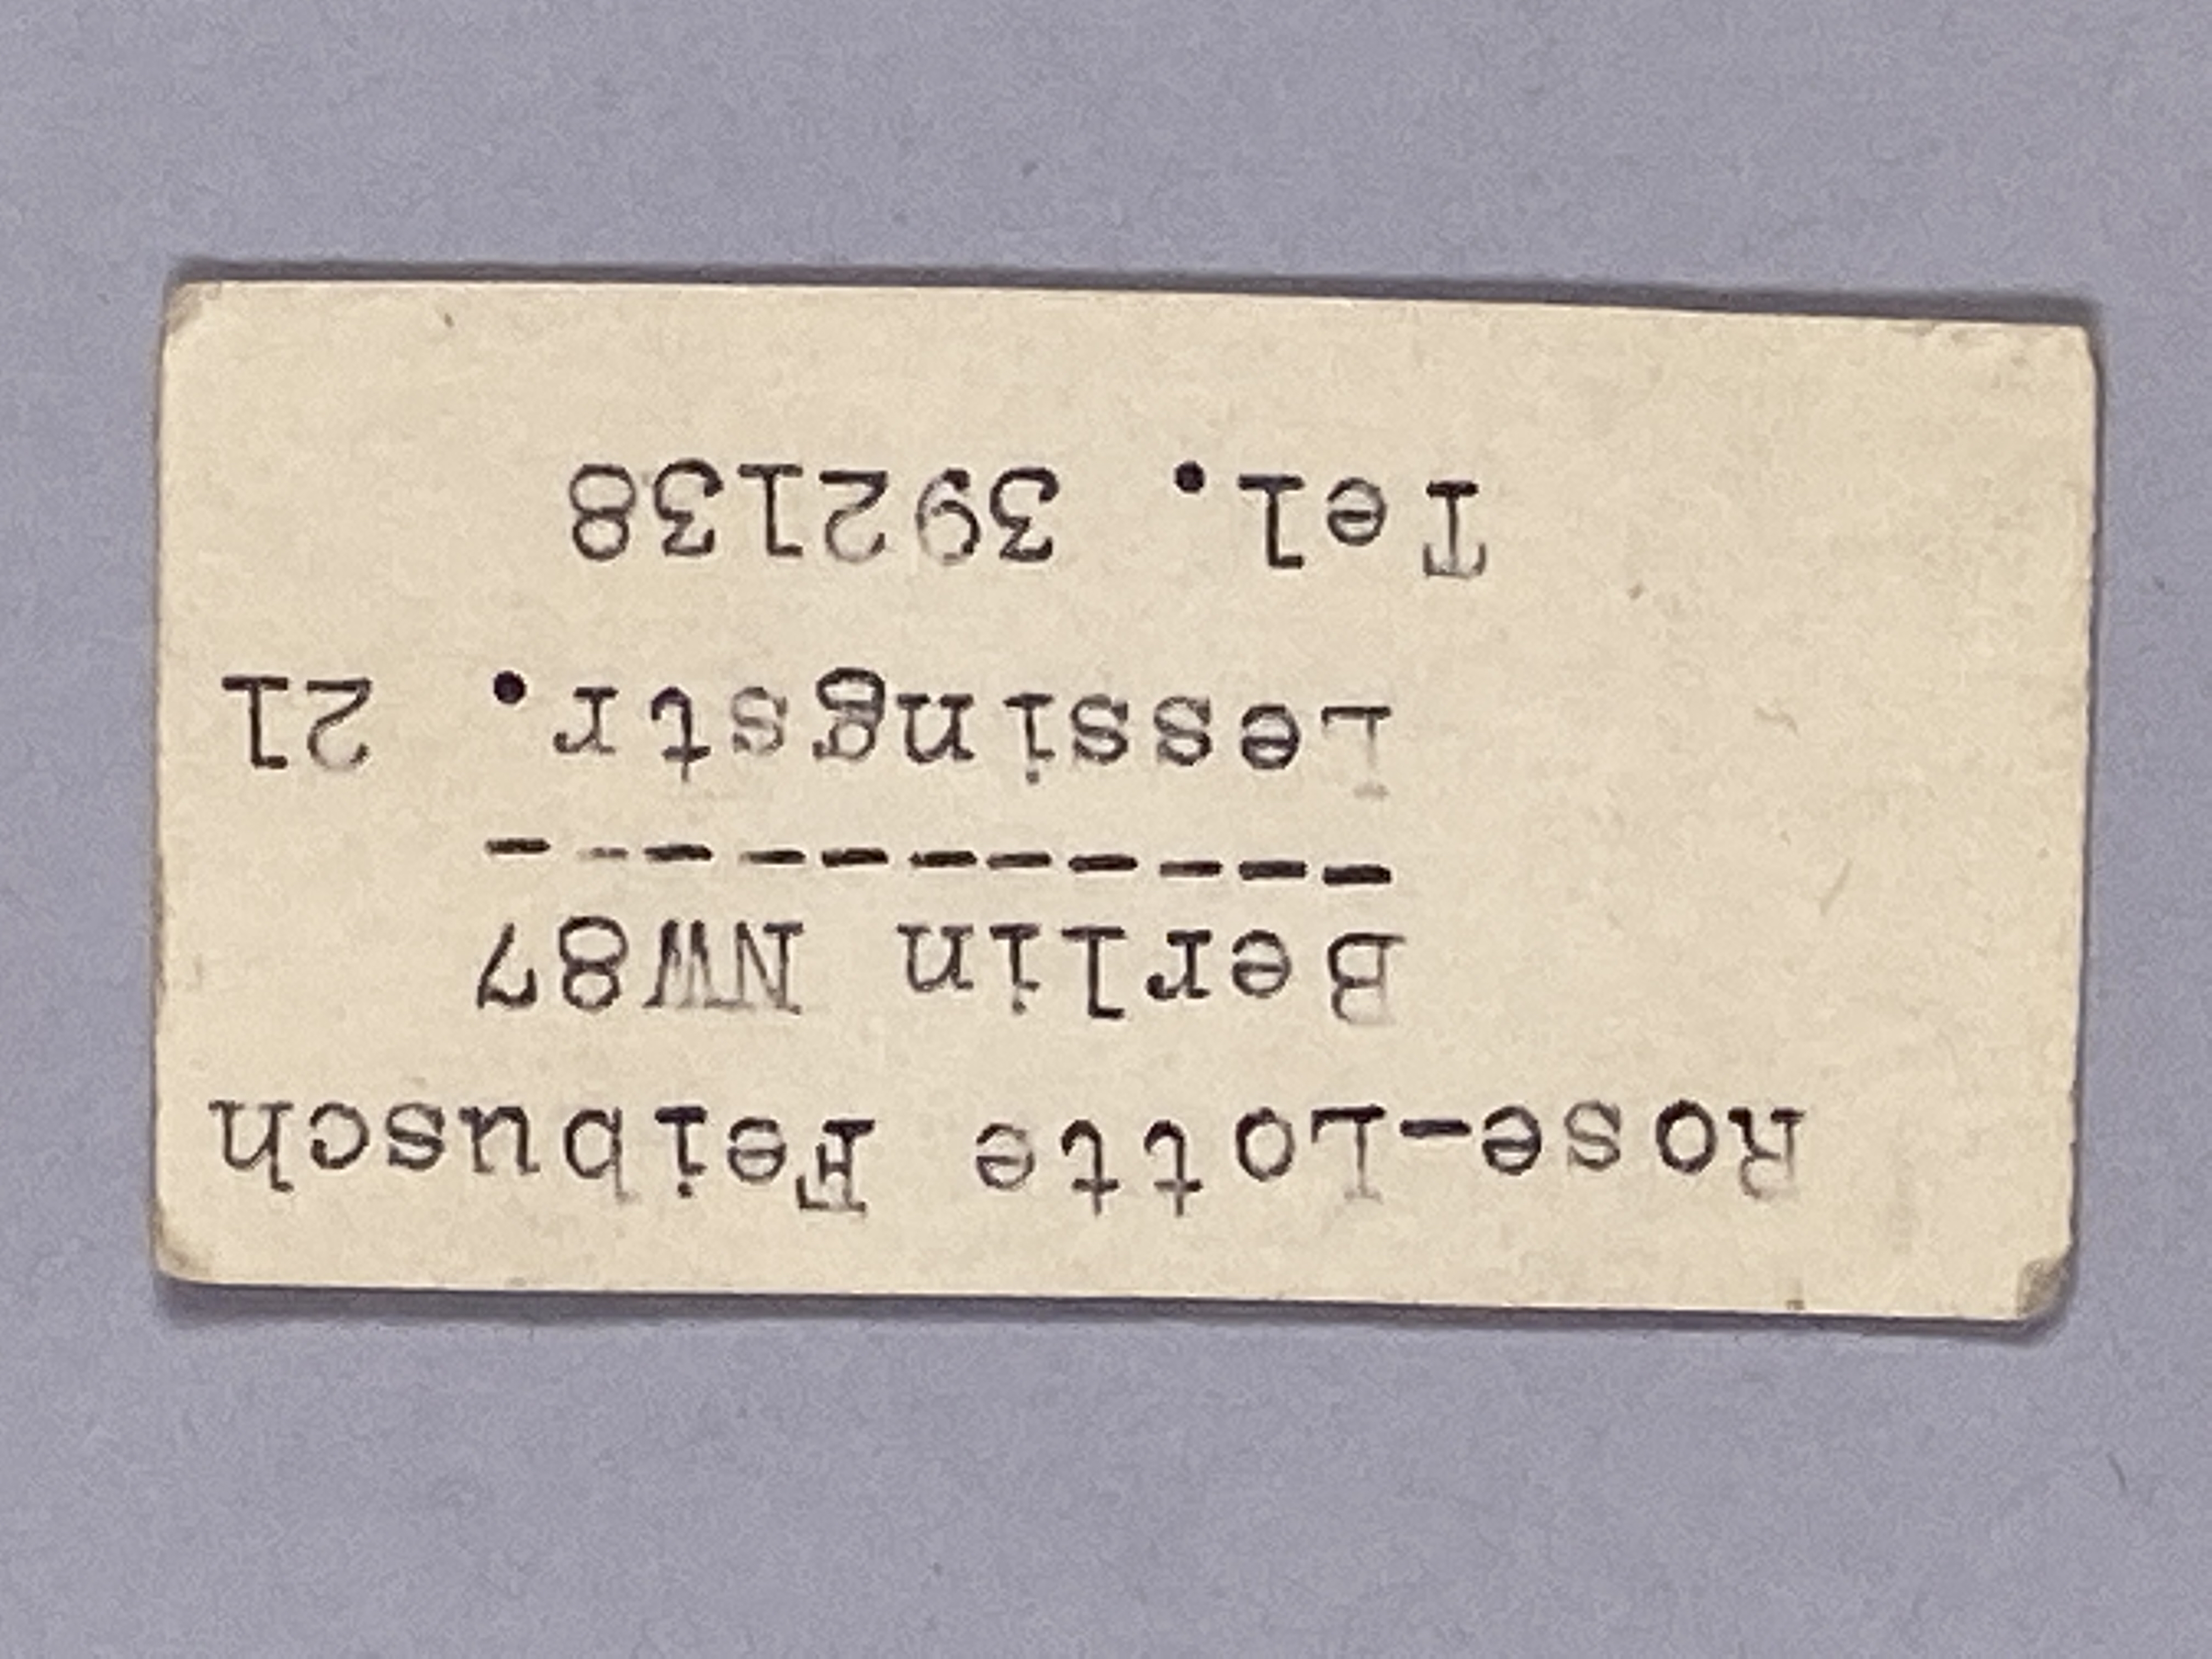 Rose-Lotte Feibusch
Berlin NW87
-----------
Lessingstr. 21
Tel. 392138